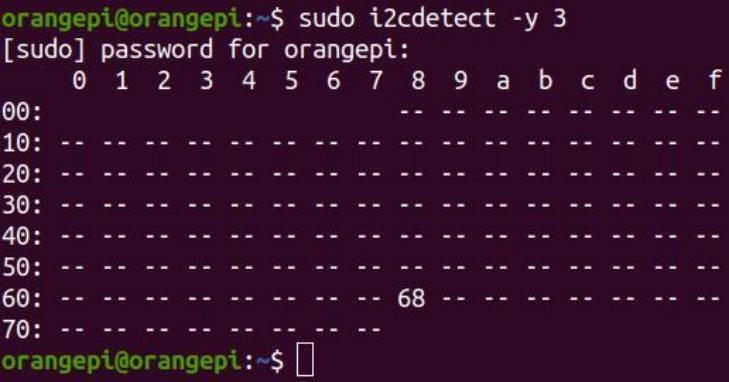 orangepi@orangepi:~$ sudo i2cdetect -y 3
[sudo] password for orangepi:
     0  1  2  3  4  5  6  7  8  9  a  b  c  d  e  f
00:                         -- -- -- -- -- -- -- --
10: -- -- -- -- -- -- -- -- -- -- -- -- -- -- -- --
20: -- -- -- -- -- -- -- -- -- -- -- -- -- -- -- --
30: -- -- -- -- -- -- -- -- -- -- -- -- -- -- -- --
40: -- -- -- -- -- -- -- -- -- -- -- -- -- -- -- --
50: -- -- -- -- -- -- -- -- -- -- -- -- -- -- -- --
60: -- -- -- -- -- -- -- -- 68 -- -- -- -- -- -- --
70: -- -- -- -- -- -- -- --
orangepi@orangepi:~$